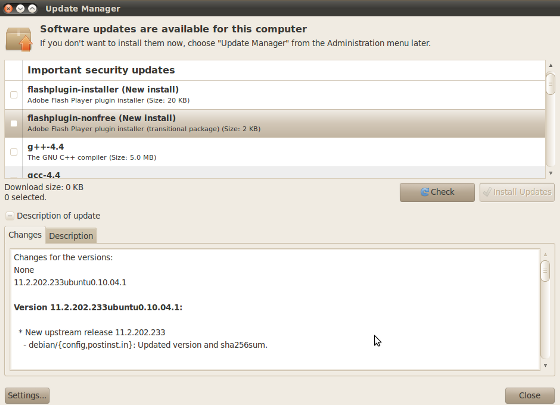 Update Manager
Software updates are available for this computer
If you don't want to install them now, choose "Update Manager" from the Administration menu later.
Important security updates
flashplugin-installer (New install)
Adobe Flash Player plugin installer (Size: 20 KB)
flashplugin-nonfree (New install)
Adobe Flash Player plugin installer (transitional package) (Size: 2 KB)
g++-4.4
The GNU C++ compiler (Size: 5.0 MB)
gcc-4.4
Download size: 0 KB
0 selected.
Check
Install Updates
Description of update
Changes
Description
Changes for the versions:
None
11.2.202.233ubuntu0.10.04.1
Version 11.2.202.233ubuntu0.10.04.1:
* New upstream release 11.2.202.233
- debian/{config,postinst.in}: Updated version and sha256sum.
Settings...
Close